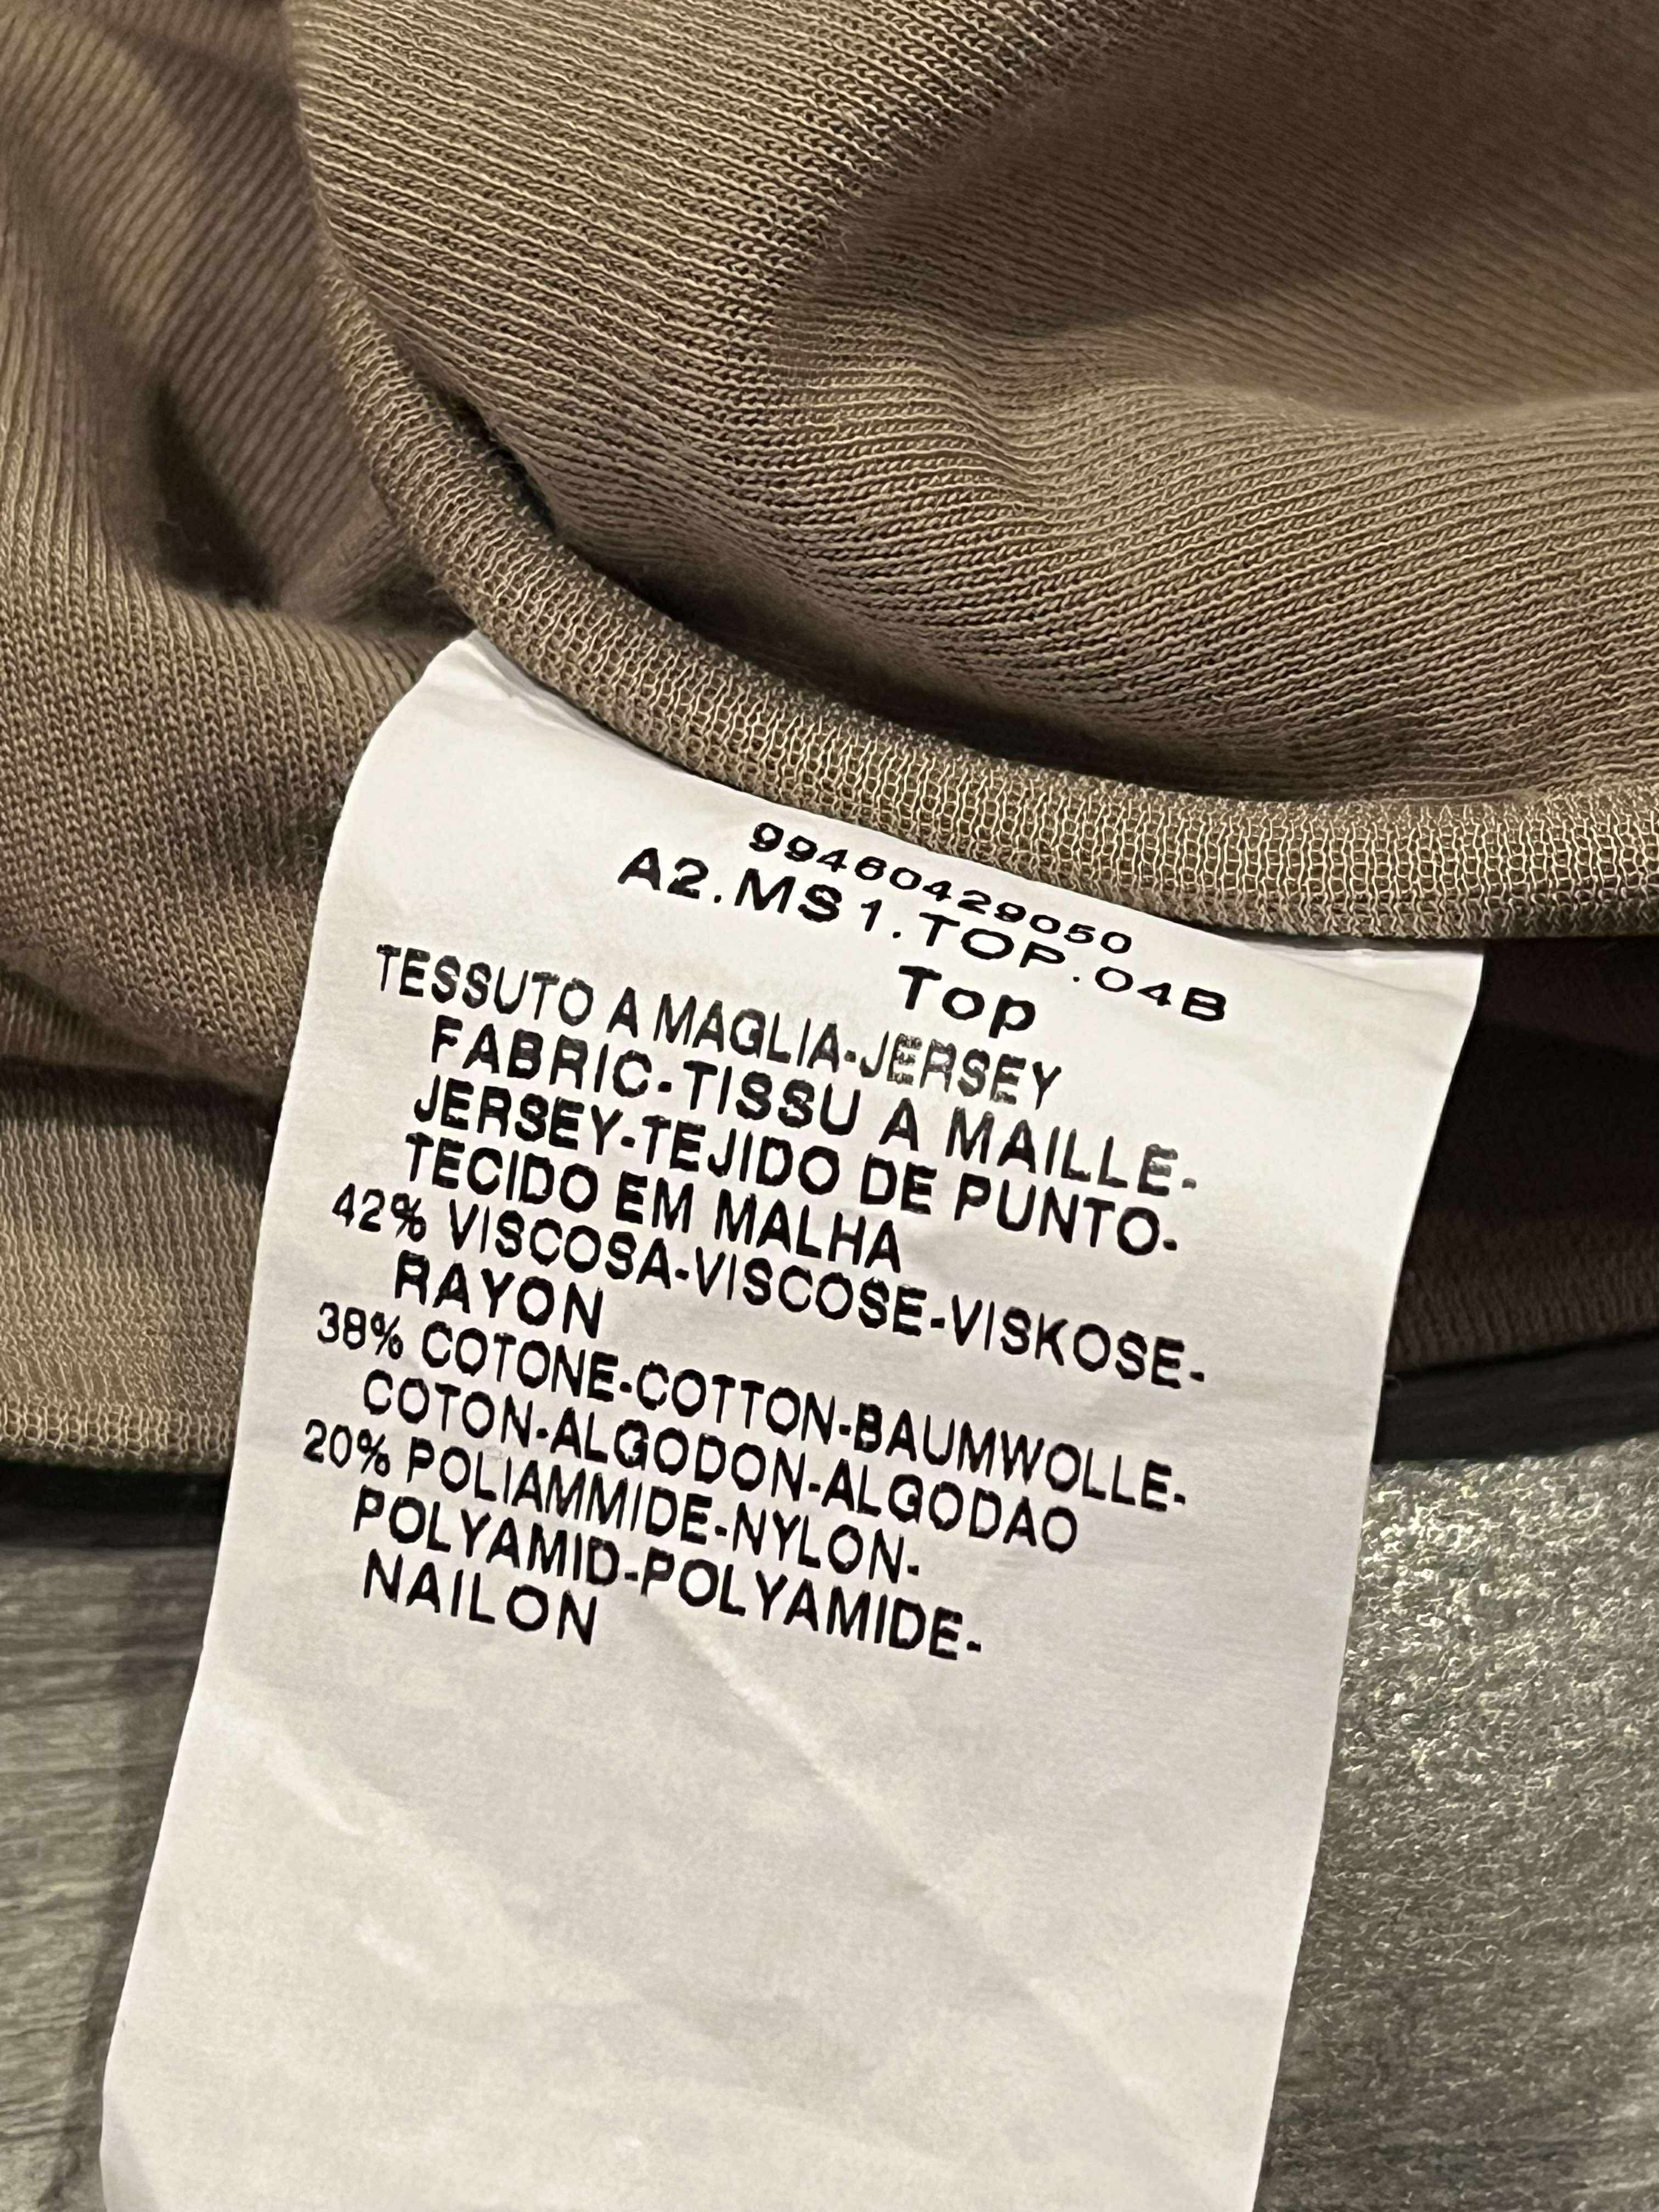 99460429050
A2.MS1.TOP.04B
Top
TESSUTO A MAGLIA-JERSEY
FABRIC-TISSU A MAILLE-
JERSEY-TEJIDO DE PUNTO-
TECIDO EM MALHA
42% VISCOSA-VISCOSE-VISKOSE-
RAYON
38% COTONE-COTTON-BAUMWOLLE-
COTON-ALGODON-ALGODAO
20% POLIAMMIDE-NYLON-
POLYAMID-POLYAMIDE-
NAILON